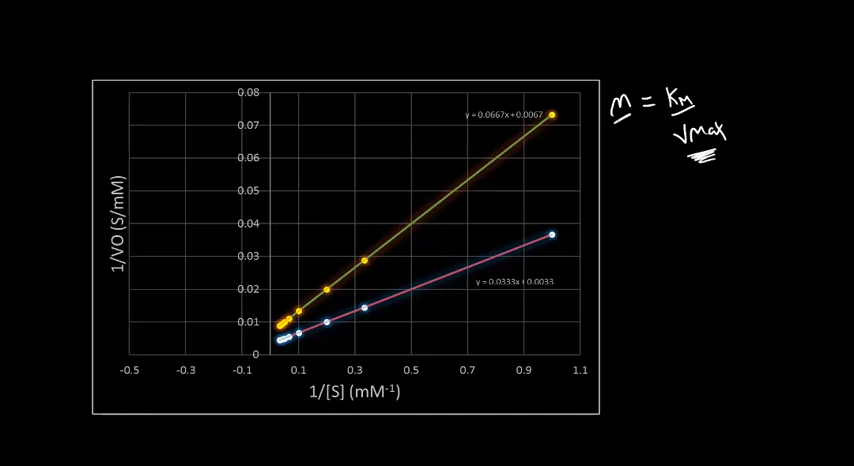 0.08
0.07
0.06
0.05
0.04
0.03
0.02
0.01
0
-0.5 -0.3 -0.1 0.1 0.3 0.5 0.7 0.9 1.1
1/VO (S/mM)
1/[S] (mM⁻¹)
y = 0.0667x+0.0067
y = 0.0333x+0.0033
m = KM
Vmax